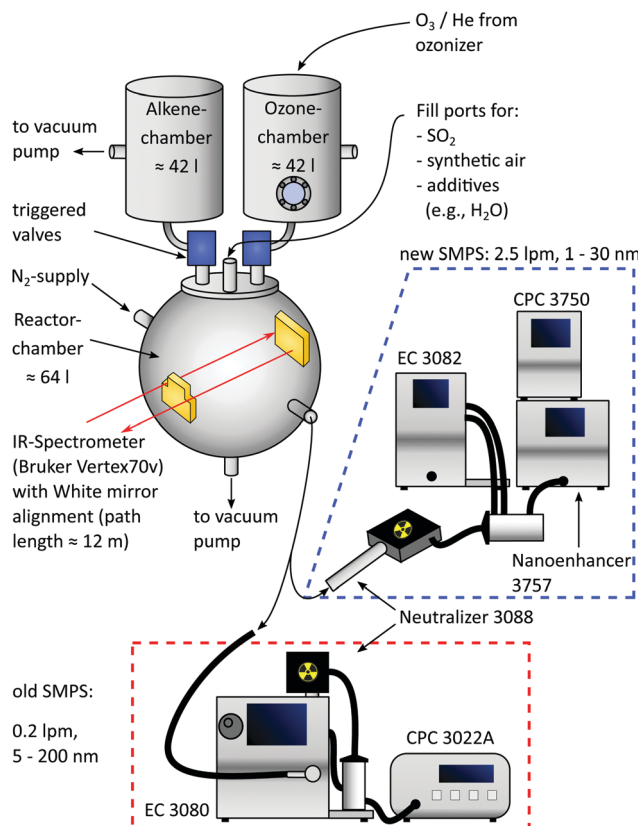 O₃ / He from
ozonizer
Alkene-
chamber
≈ 42 l
Ozone-
chamber
≈ 42 l
to vacuum
pump
Fill ports for:
- SO₂
- synthetic air
- additives
(e.g., H₂O)
triggered
valves
N₂-supply
Reactor-
chamber
≈ 64 l
new SMPS: 2.5 lpm, 1 - 30 nm
CPC 3750
EC 3082
IR-Spectrometer
(Bruker Vertex70v)
with White mirror
alignment (path
length ≈ 12 m)
to vacuum
pump
Nanoenhancer
3757
Neutralizer 3088
old SMPS:
0.2 lpm,
5 - 200 nm
EC 3080
CPC 3022A